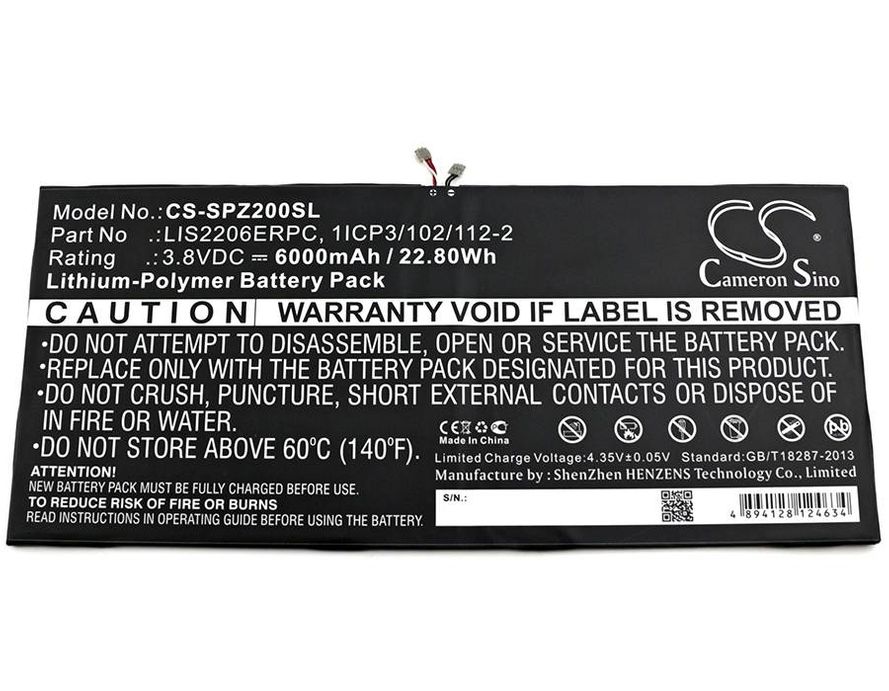 Model No.:CS-SPZ200SL
Part No .:LIS2206ERPC, 1ICP3/102/112-2
Rating .:3.8VDC ⎓ 6000mAh / 22.80Wh
Lithium-Polymer Battery Pack
CS ®
Cameron Sino
CAUTION WARRANTY VOID IF LABEL IS REMOVED
·DO NOT ATTEMPT TO DISASSEMBLE, OPEN OR SERVICE THE BATTERY PACK.
·REPLACE ONLY WITH THE BATTERY PACK DESIGNATED FOR THIS PRODUCT.
·DO NOT CRUSH, PUNCTURE, SHORT EXTERNAL CONTACTS OR DISPOSE OF
IN FIRE OR WATER.
·DO NOT STORE ABOVE 60°C (140°F).
ATTENTION:
NEW BATTERY PACK MUST BE FULLY CHARGED BEFORE USE.
TO REDUCE RISK OF FIRE OR BURNS
READ INSTRUCTIONS IN OPERATING GUIDE BEFORE USING THE BATTERY.
CE PG
Made In China
Pb
Limited Charge Voltage:4.35V±0.05V Standard:GB/T18287-2013
Manufacture by : ShenZhen HENZENS Technology Co., Limited
S/N.:
4 894128 124634